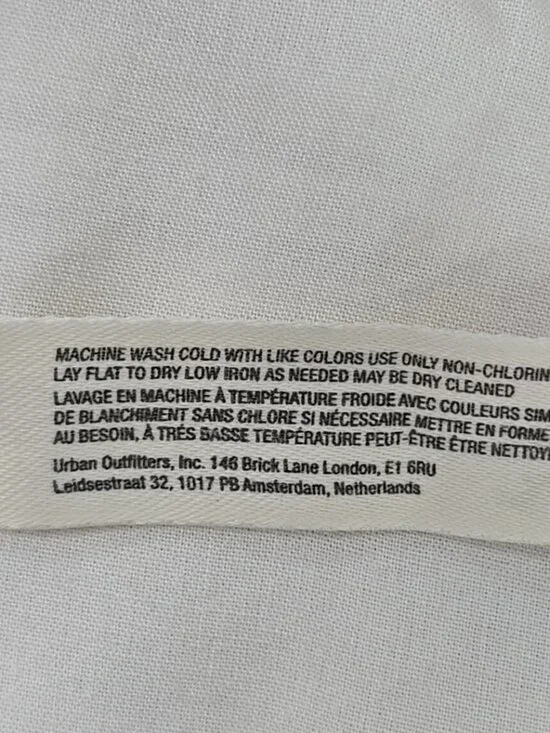 MACHINE WASH COLD WITH LIKE COLORS USE ONLY NON-CHLORIN
LAY FLAT TO DRY LOW IRON AS NEEDED MAY BE DRY CLEANED
LAVAGE EN MACHINE À TEMPÉRATURE FROIDE AVEC COULEURS SIM
DE BLANCHIMENT SANS CHLORE SI NÉCESSAIRE METTRE EN FORME
AU BESOIN, À TRÉS BASSE TEMPÉRATURE PEUT-ÊTRE ÊTRE NETTOY
Urban Outfitters, Inc. 146 Brick Lane London, E1 6RU
Leidsestraat 32, 1017 PB Amsterdam, Netherlands